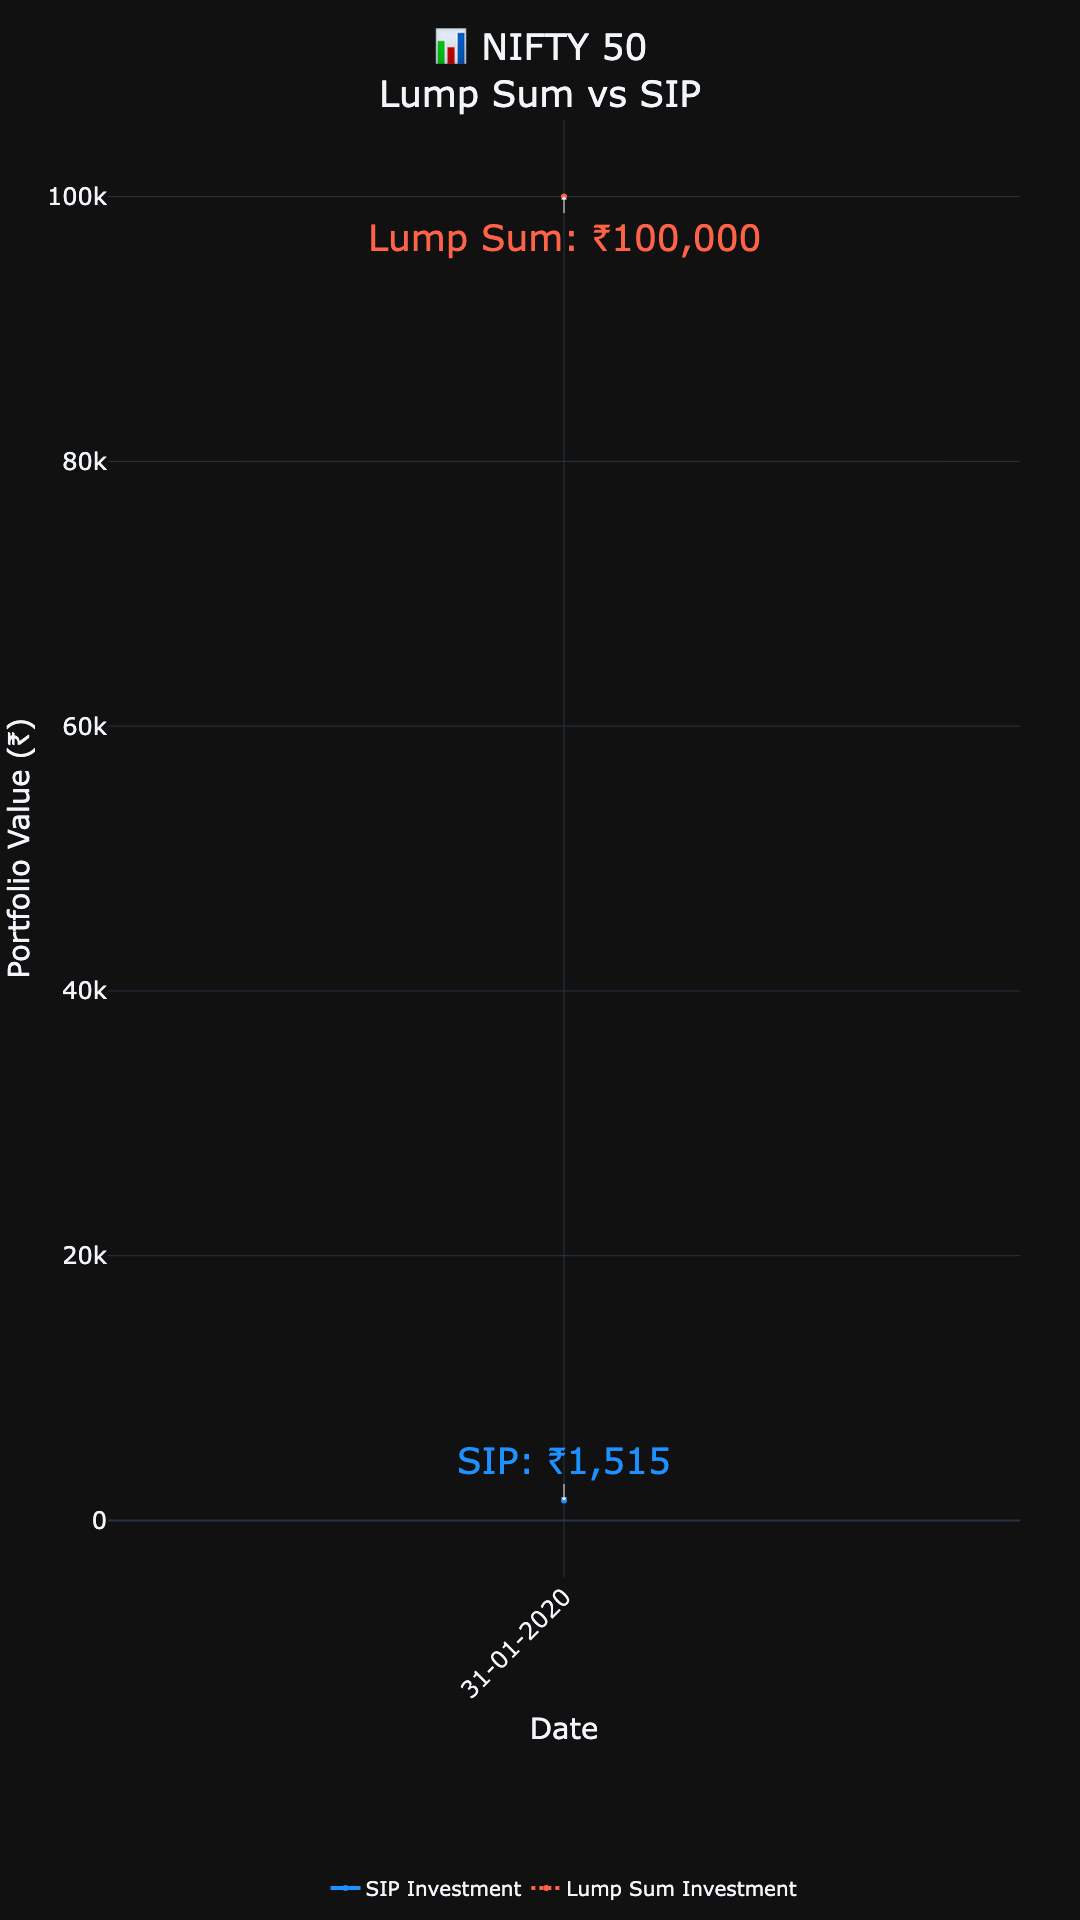 📊 NIFTY 50
Lump Sum vs SIP
100k
Lump Sum: ₹100,000
80k
60k
Portfolio Value (₹)
40k
20k
SIP: ₹1,515
0
31-01-2020
Date
SIP Investment
Lump Sum Investment